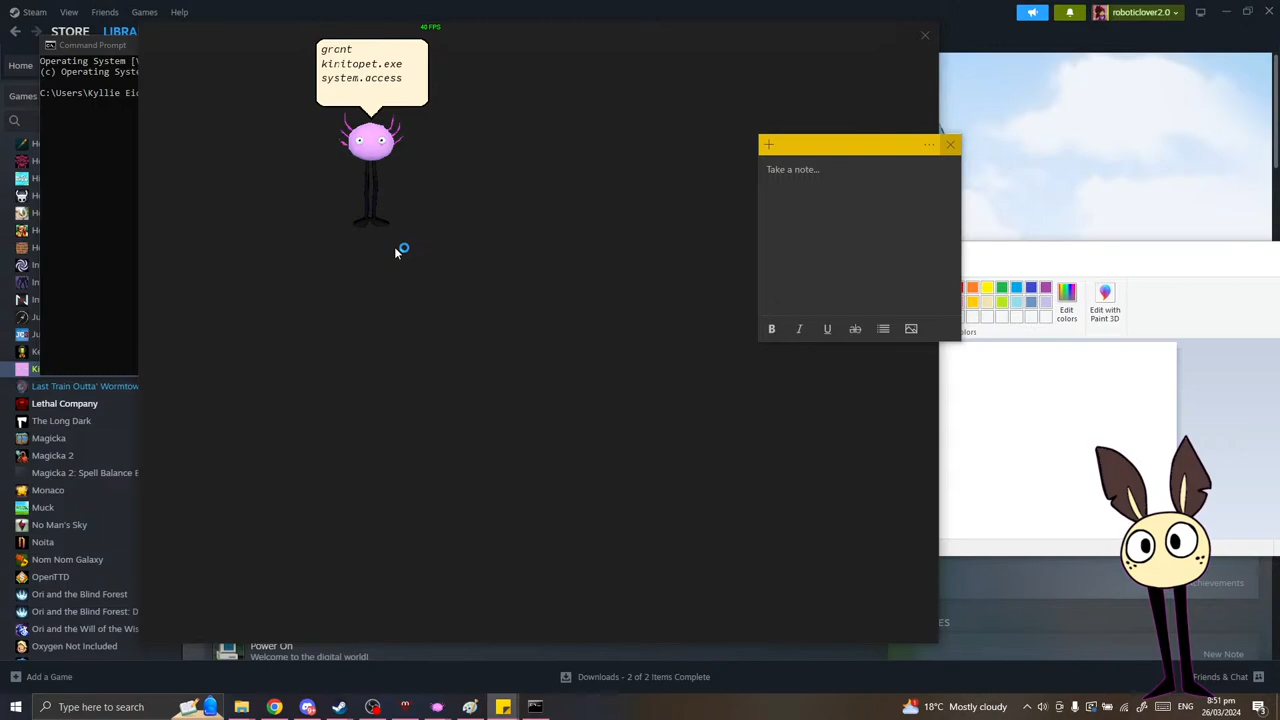 Steam View Friends Games Help
roboticlover2.0
40 FPS
STORE LIBRA
Command Prompt
Operating System [V
(c) Operating Syste
C:\Users\Kyllie Eic
grant
kinitopet.exe
system.access
Take a note...
Home
Games
Edit
colors
Edit with
Paint 3D
olors
Last Train Outta' Wormtow
Lethal Company
The Long Dark
Magicka
Magicka 2
Magicka 2: Spell Balance B
Monaco
Muck
No Man's Sky
Noita
Nom Nom Galaxy
OpenTTD
Ori and the Blind Forest
Ori and the Blind Forest: D
Ori and the Will of the Wis
Oxygen Not Included
Achievements
ES
Power On
Welcome to the digital world!
New Note
Add a Game
Downloads - 2 of 2 Items Complete
Friends & Chat
Type here to search
18°C Mostly cloudy
8:51 pm
26/03/2024